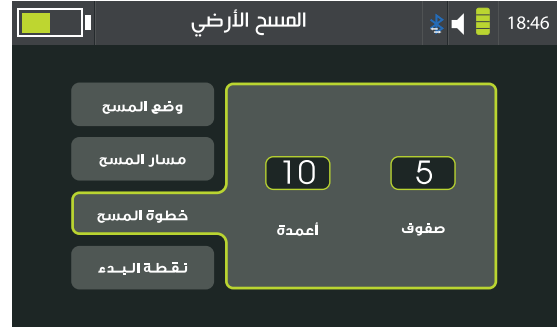 المسح الأرضي
18:46
وضع المسح
مسار المسح
خطوة المسح
نقطة البدء
5
10
صفوف
أعمدة